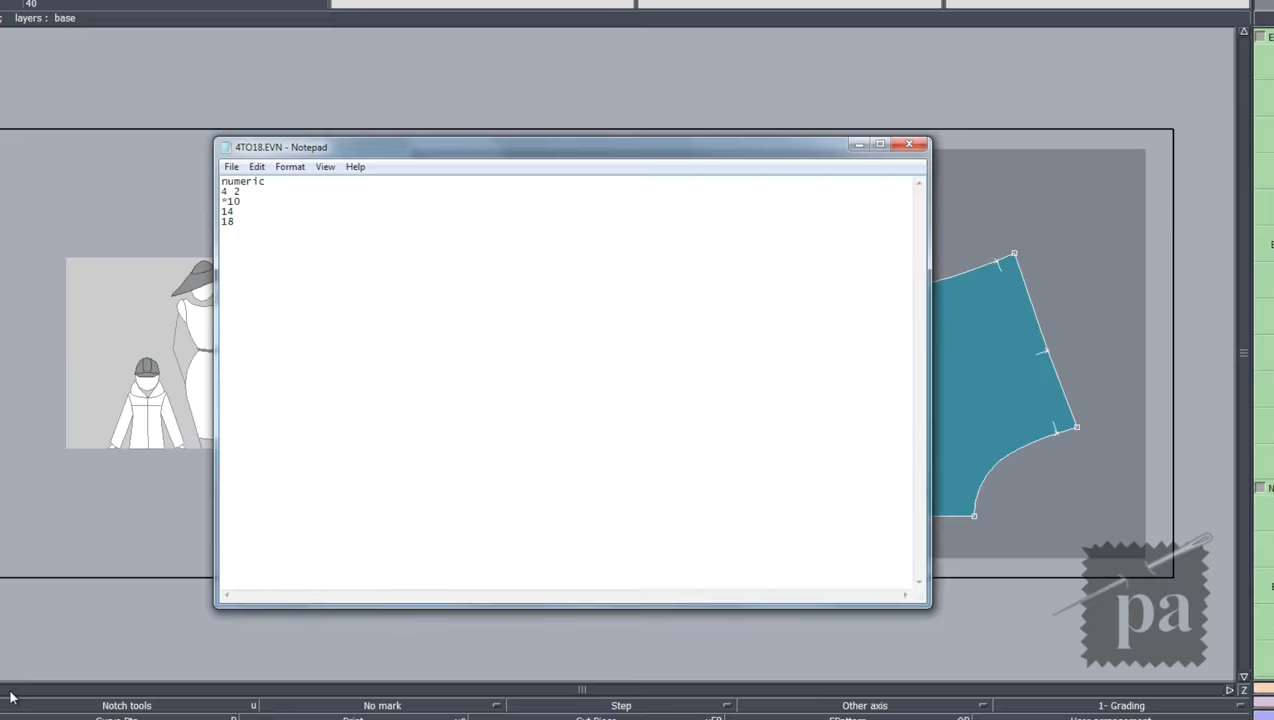 40
layers : base
4TO18.EVN - Notepad
File Edit Format View Help
numeric
4 2
*10
14
18
pa
Z
Notch tools u
No mark
Step
Other axis
1- Grading